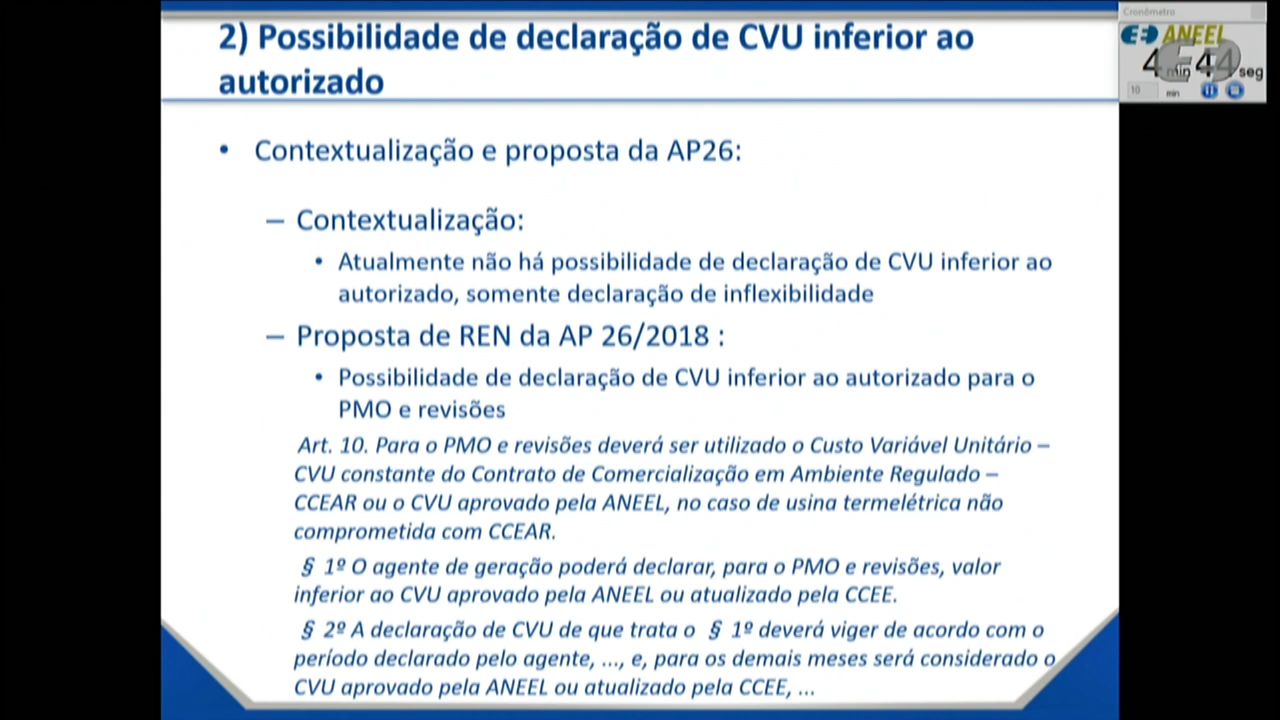 2) Possibilidade de declaração de CVU inferior ao
autorizado
• Contextualização e proposta da AP26:
– Contextualização:
• Atualmente não há possibilidade de declaração de CVU inferior ao
autorizado, somente declaração de inflexibilidade
– Proposta de REN da AP 26/2018 :
• Possibilidade de declaração de CVU inferior ao autorizado para o
PMO e revisões
Art. 10. Para o PMO e revisões deverá ser utilizado o Custo Variável Unitário –
CVU constante do Contrato de Comercialização em Ambiente Regulado –
CCEAR ou o CVU aprovado pela ANEEL, no caso de usina termelétrica não
comprometida com CCEAR.
§ 1º O agente de geração poderá declarar, para o PMO e revisões, valor
inferior ao CVU aprovado pela ANEEL ou atualizado pela CCEE.
§ 2º A declaração de CVU de que trata o § 1º deverá viger de acordo com o
período declarado pelo agente, ..., e, para os demais meses será considerado o
CVU aprovado pela ANEEL ou atualizado pela CCEE, ...
Cronômetro
ANEEL
4 min 44 seg
10 min